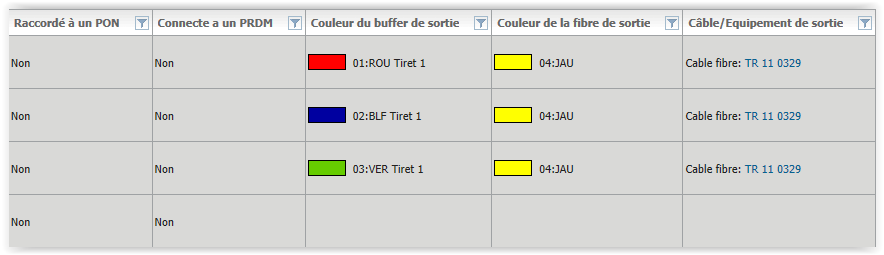 Raccordé à un PON Connecte a un PRDM Couleur du buffer de sortie Couleur de la fibre de sortie Câble/Equipement de sortie
Non Non 01:ROU Tiret 1 04:JAU Cable fibre: TR 11 0329
Non Non 02:BLF Tiret 1 04:JAU Cable fibre: TR 11 0329
Non Non 03:VER Tiret 1 04:JAU Cable fibre: TR 11 0329
Non Non